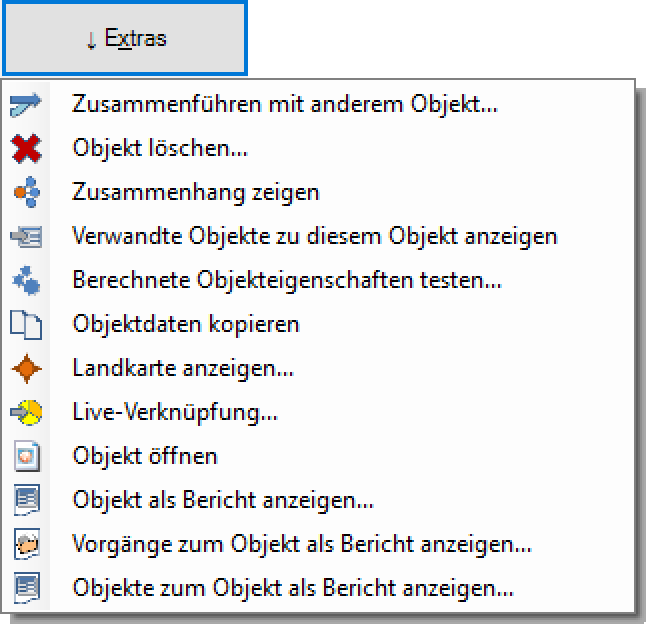 ↓ Extras
Zusammenführen mit anderem Objekt...
Objekt löschen...
Zusammenhang zeigen
Verwandte Objekte zu diesem Objekt anzeigen
Berechnete Objekteigenschaften testen...
Objektdaten kopieren
Landkarte anzeigen...
Live-Verknüpfung...
Objekt öffnen
Objekt als Bericht anzeigen...
Vorgänge zum Objekt als Bericht anzeigen...
Objekte zum Objekt als Bericht anzeigen...